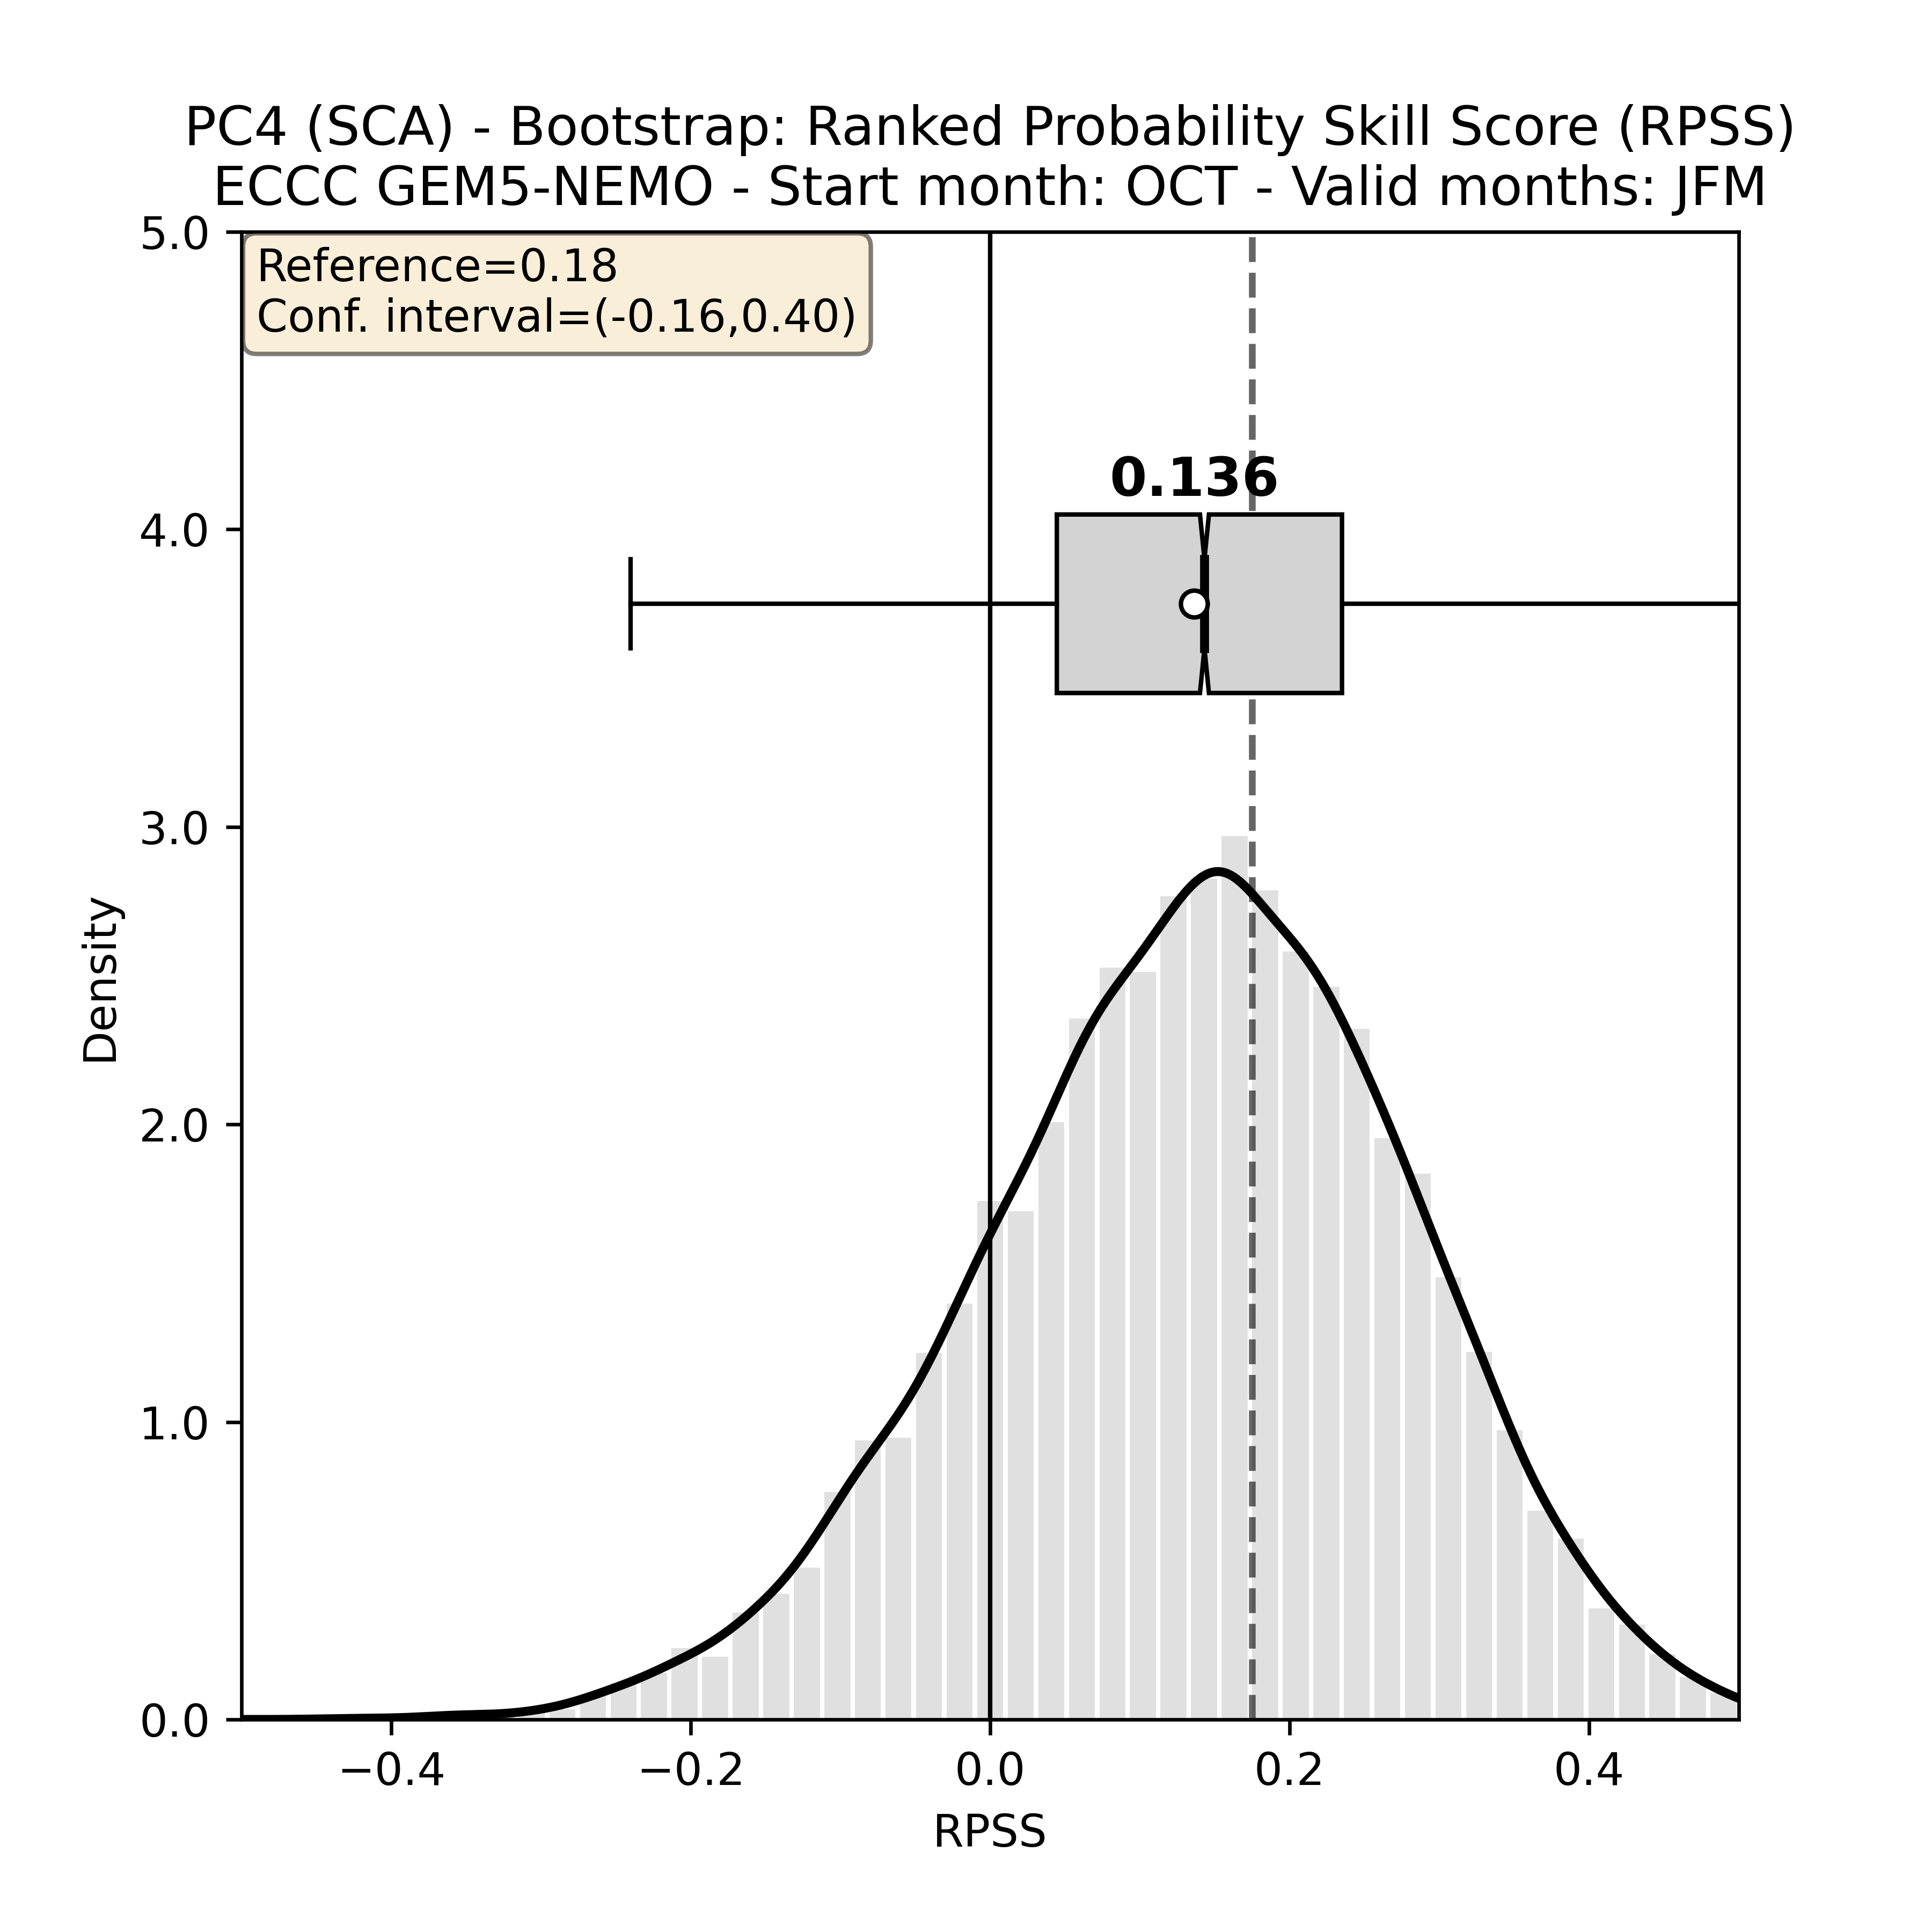 PC4 (SCA) - Bootstrap: Ranked Probability Skill Score (RPSS)
ECCC GEM5-NEMO - Start month: OCT - Valid months: JFM
Reference=0.18
Conf. interval=(-0.16,0.40)
0.136
5.0
4.0
3.0
2.0
1.0
0.0
Density
−0.4
−0.2
0.0
0.2
0.4
RPSS